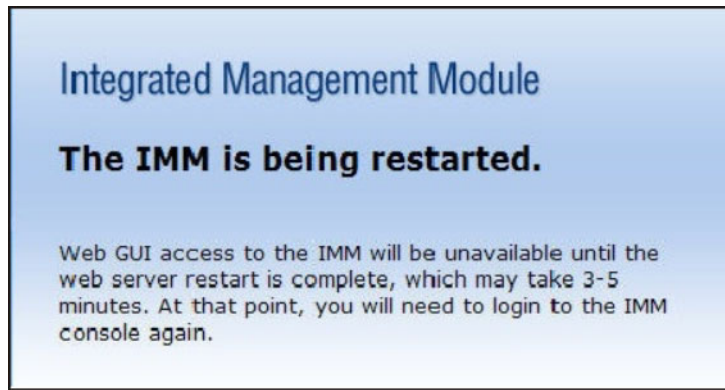 Integrated Management Module
The IMM is being restarted.
Web GUI access to the IMM will be unavailable until the
web server restart is complete, which may take 3-5
minutes. At that point, you will need to login to the IMM
console again.